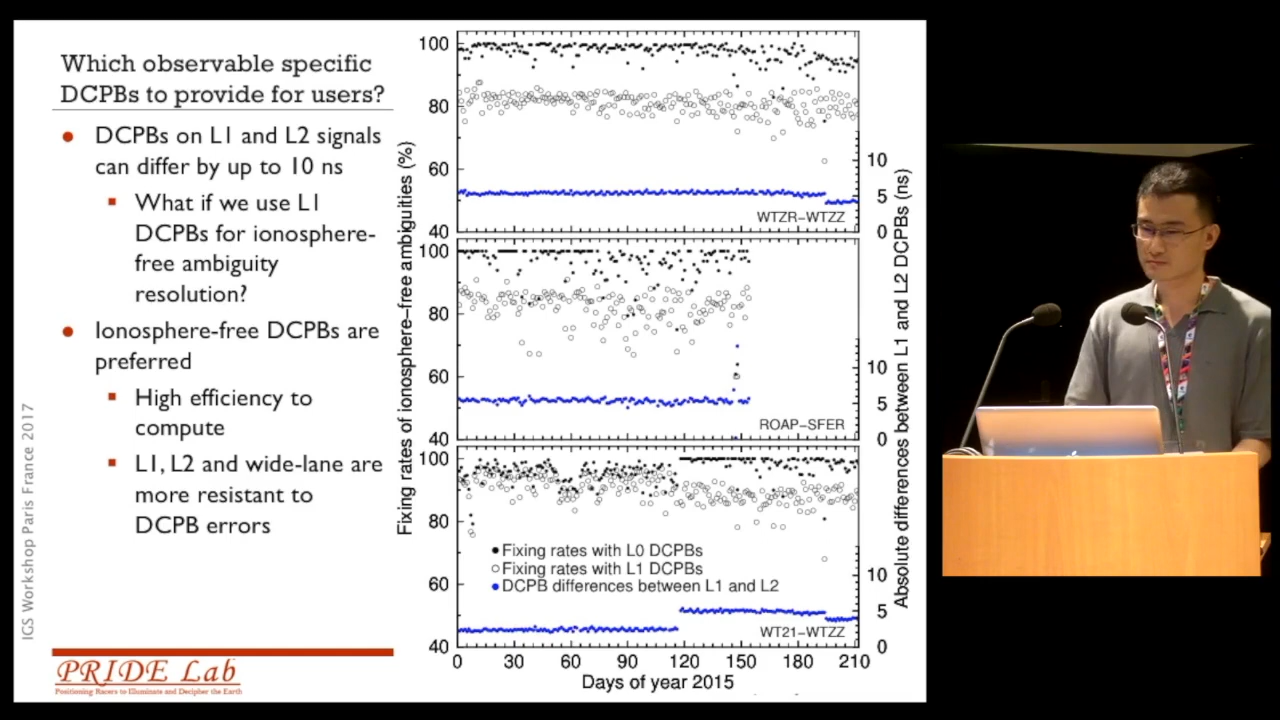 Which observable specific
DCPBs to provide for users?
DCPBs on L1 and L2 signals
can differ by up to 10 ns
What if we use L1
DCPBs for ionosphere-
free ambiguity
resolution?
Ionosphere-free DCPBs are
preferred
High efficiency to
compute
L1, L2 and wide-lane are
more resistant to
DCPB errors
IGS Workshop Paris France 2017
PRIDE Lab
Positioning Racers to Illuminate and Decipher the Earth
Fixing rates of ionosphere-free ambiguities (%)
100
80
60
40
10
5
0
WTZR-WTZZ
100
80
60
40
10
5
0
ROAP-SFER
100
80
60
40
10
5
0
Fixing rates with L0 DCPBs
Fixing rates with L1 DCPBs
DCPB differences between L1 and L2
WT21-WTZZ
0 30 60 90 120 150 180 210
Days of year 2015
Absolute differences between L1 and L2 DCPBs (ns)